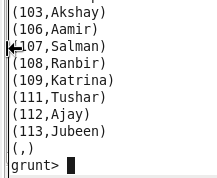 (103,Akshay)
(106,Aamir)
(107,Salman)
(108,Ranbir)
(109,Katrina)
(111,Tushar)
(112,Ajay)
(113,Jubeen)
(,)
grunt>